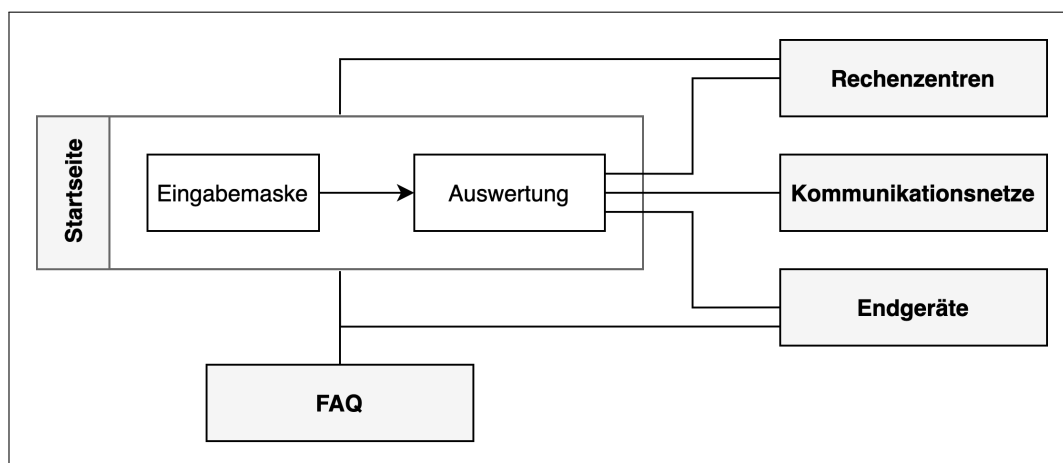 Rechenzentren
Startseite
Eingabemaske
Auswertung
Kommunikationsnetze
Endgeräte
FAQ